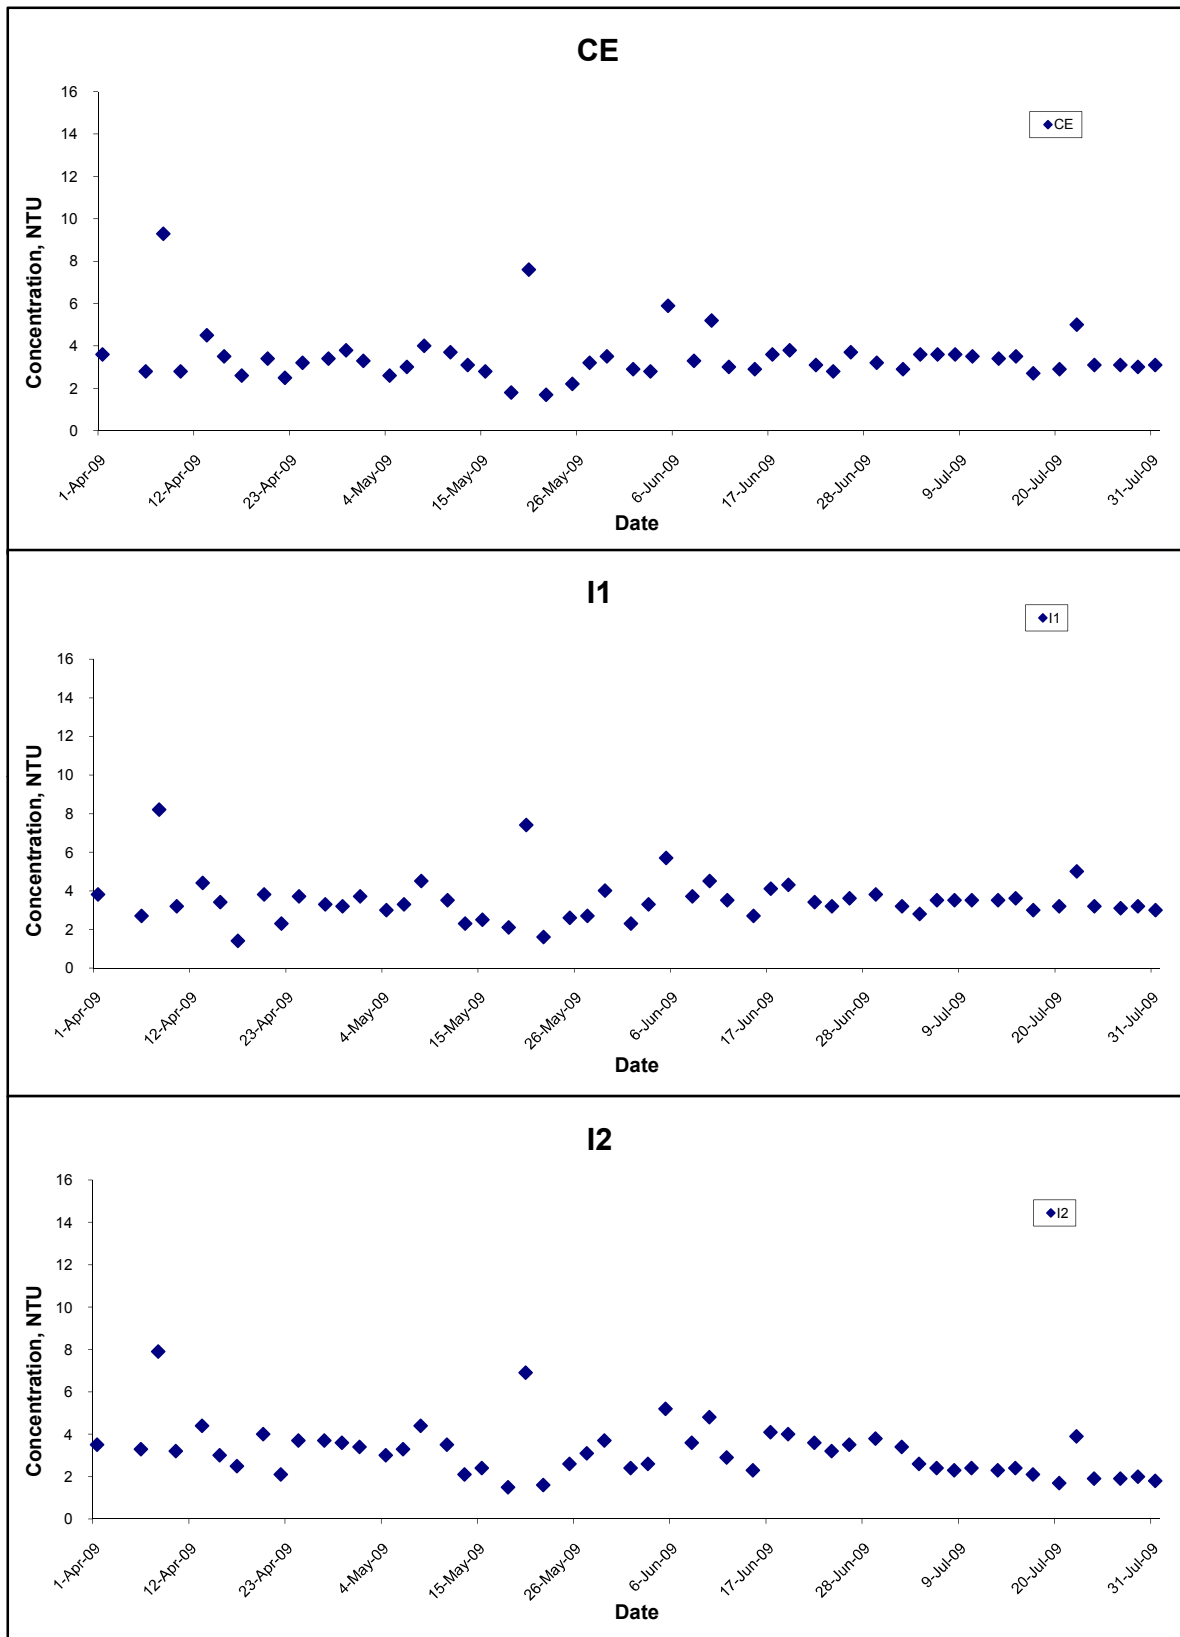 CE
16
14
12
10
8
6
4
2
0
Concentration, NTU
CE
1-Apr-09 12-Apr-09 23-Apr-09 4-May-09 15-May-09 26-May-09 6-Jun-09 17-Jun-09 28-Jun-09 9-Jul-09 20-Jul-09 31-Jul-09
Date
I1
I1
16
14
12
10
8
6
4
2
0
Concentration, NTU
1-Apr-09 12-Apr-09 23-Apr-09 4-May-09 15-May-09 26-May-09 6-Jun-09 17-Jun-09 28-Jun-09 9-Jul-09 20-Jul-09 31-Jul-09
Date
I2
16
14
12
10
8
6
4
2
0
Concentration, NTU
I2
1-Apr-09 12-Apr-09 23-Apr-09 4-May-09 15-May-09 26-May-09 6-Jun-09 17-Jun-09 28-Jun-09 9-Jul-09 20-Jul-09 31-Jul-09
Date